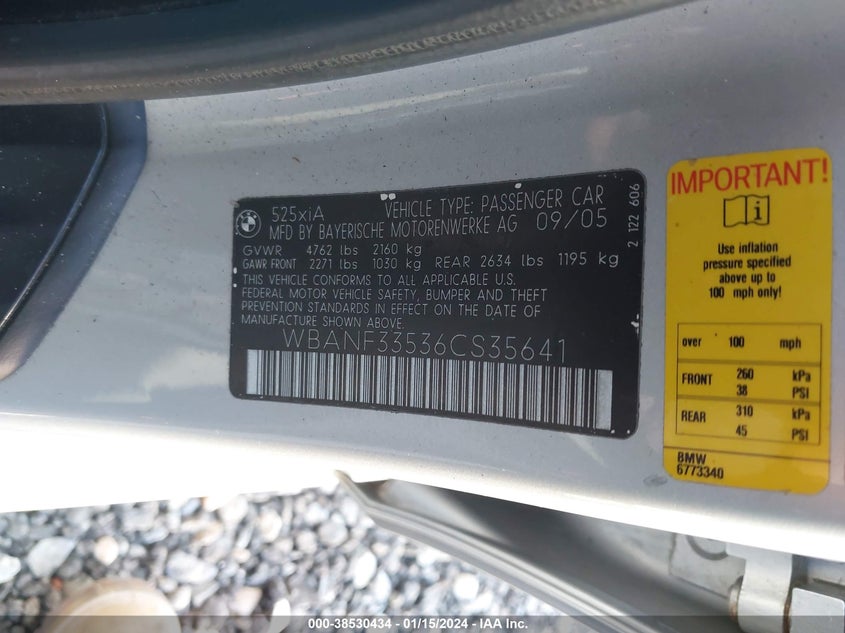 BMW
525xiA VEHICLE TYPE: PASSENGER CAR
MFD BY BAYERISCHE MOTORENWERKE AG 09/05
GVWR 4762 lbs 2160 kg
GAWR FRONT 2271 lbs 1030 kg REAR 2634 lbs 1195 kg
THIS VEHICLE CONFORMS TO ALL APPLICABLE U.S.
FEDERAL MOTOR VEHICLE SAFETY, BUMPER AND THEFT
PREVENTION STANDARDS IN EFFECT ON THE DATE OF
MANUFACTURE SHOWN ABOVE.
WBANF33536CS35641
2 122 606
IMPORTANT!
i
Use inflation
pressure specified
above up to
100 mph only!
over 100 mph
FRONT 260 kPa
38 PSI
REAR 310 kPa
45 PSI
BMW
6773340
000-38530434 - 01/15/2024 - IAA Inc.